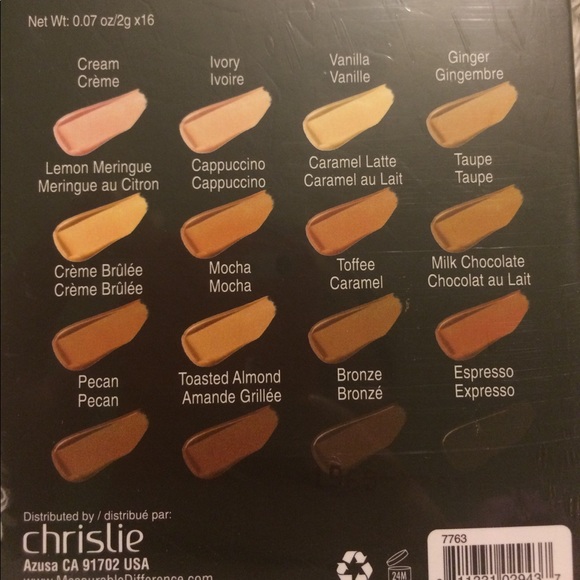 Net Wt: 0.07 oz/2g x16
Cream Ivory Vanilla Ginger
Crème Ivoire Vanille Gingembre
Lemon Meringue Cappuccino Caramel Latte Taupe
Meringue au Citron Cappuccino Caramel au Lait Taupe
Crème Brûlée Mocha Toffee Milk Chocolate
Crème Brûlée Mocha Caramel Chocolat au Lait
Pecan Toasted Almond Bronze Espresso
Pecan Amande Grillée Bronzé Expresso
Distributed by / distribué par:
chrislie
Azusa CA 91702 USA
www.MeasurableDifference.com
24M
7763